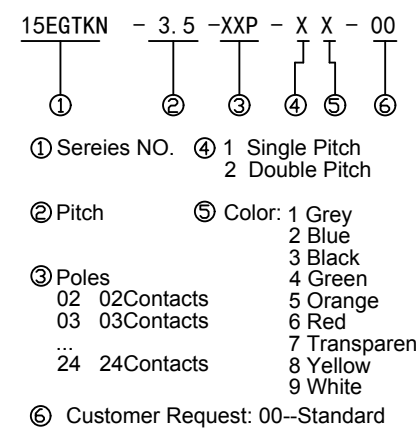 15EGTKN - 3.5 -XXP - X X - 00
① ② ③ ④ ⑤ ⑥
① Sereies NO.
④ 1 Single Pitch
2 Double Pitch
② Pitch
⑤ Color: 1 Grey
2 Blue
3 Black
4 Green
5 Orange
6 Red
7 Transparen
8 Yellow
9 White
③ Poles
02 02Contacts
03 03Contacts
...
24 24Contacts
⑥ Customer Request: 00--Standard